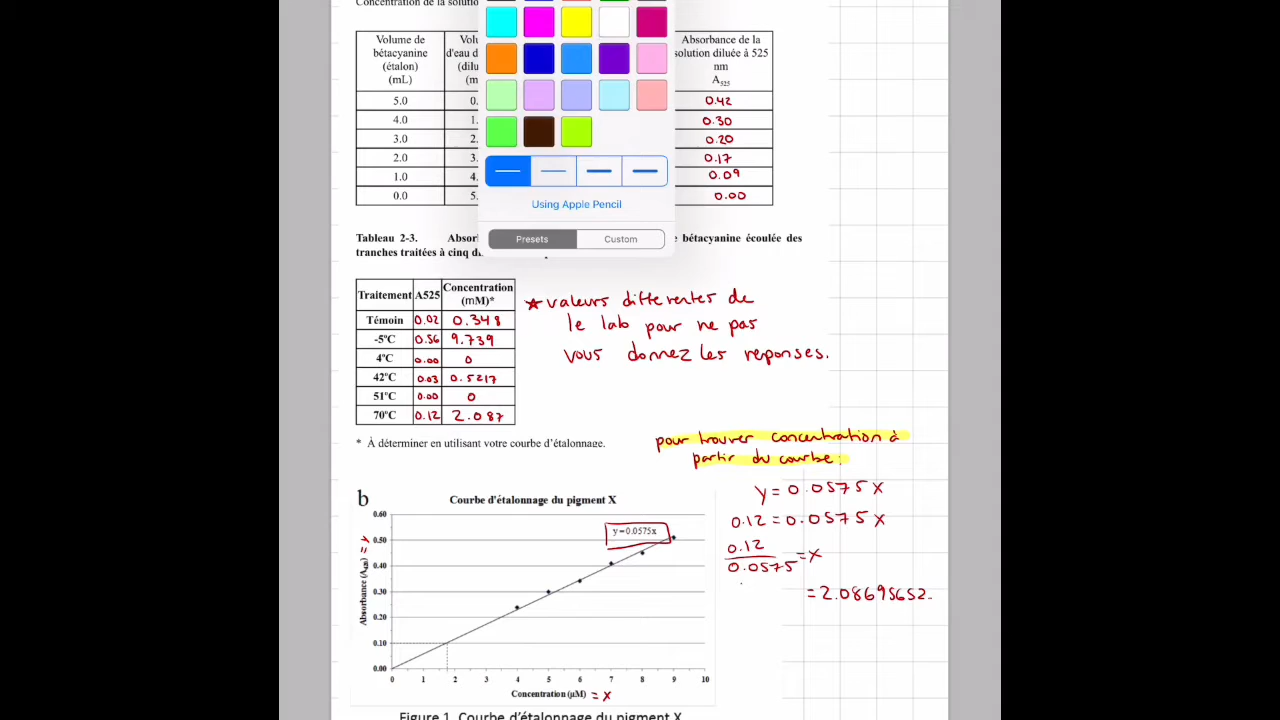 Concentration de la solutio
Volume de bétacyanine (étalon) (mL)
Volu d'eau d (dilu (m
Absorbance de la solution diluée à 525 nm A525
5.0 0. 0.42
4.0 1. 0.30
3.0 2. 0.20
2.0 3. 0.17
1.0 4. 0.09
0.0 5. 0.00
Using Apple Pencil
Presets Custom
Tableau 2-3. Absor bétacyanine écoulée des
tranches traitées à cinq di
Traitement A525 Concentration (mM)*
Témoin 0.02 0.348
-5ºC 0.56 9.739
4ºC 0.00 0
42ºC 0.03 0.5217
51ºC 0.00 0
70ºC 0.12 2.087
* À déterminer en utilisant votre courbe d'étalonnage.
★ valeurs differentes de
le lab pour ne pas
vous donnez les reponses.
pour trouver concentration à
partir du courbe:
y = 0.0575 x
0.12 = 0.0575 x
0.12
0.0575 = x
= 2.08695652.
b
Courbe d'étalonnage du pigment X
y=0.0575x
0.60
0.50
0.40
0.30
0.20
0.10
0.00
Absorbance (A420) = y
0 1 2 3 4 5 6 7 8 9 10
Concentration (µM) = x
Figure 1. Courbe d'étalonnage du pigment X